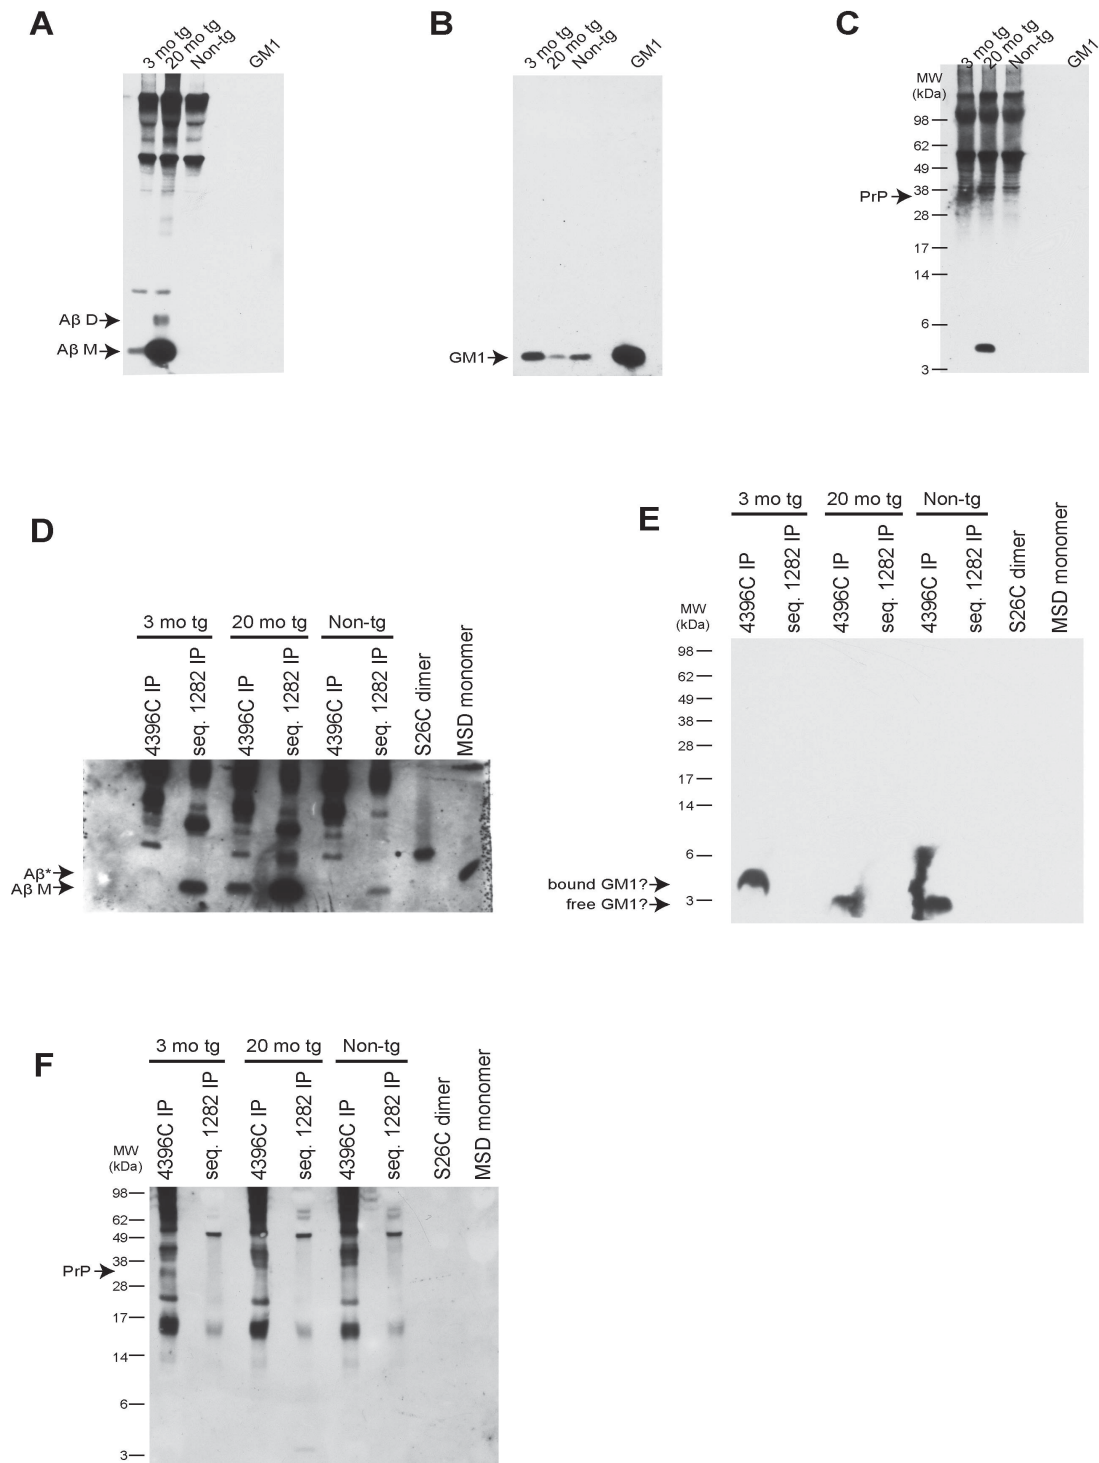 A
3 mo tg
20 mo tg
Non-tg
GM1
Aβ D
Aβ M
B
3 mo tg
20 mo tg
Non-tg
GM1
GM1
C
3 mo tg
20 mo tg
Non-tg
GM1
MW
(kDa)
98
62
49
38
PrP
28
17
14
6
3
D
3 mo tg
20 mo tg
Non-tg
4396C IP
seq. 1282 IP
4396C IP
seq. 1282 IP
4396C IP
seq. 1282 IP
S26C dimer
MSD monomer
Aβ*
Aβ M
E
3 mo tg
20 mo tg
Non-tg
4396C IP
seq. 1282 IP
4396C IP
seq. 1282 IP
4396C IP
seq. 1282 IP
S26C dimer
MSD monomer
MW
(kDa)
98
62
49
38
28
17
14
6
bound GM1?
free GM1?
3
F
3 mo tg
20 mo tg
Non-tg
4396C IP
seq. 1282 IP
4396C IP
seq. 1282 IP
4396C IP
seq. 1282 IP
S26C dimer
MSD monomer
MW
(kDa)
98
62
49
38
PrP
28
17
14
6
3